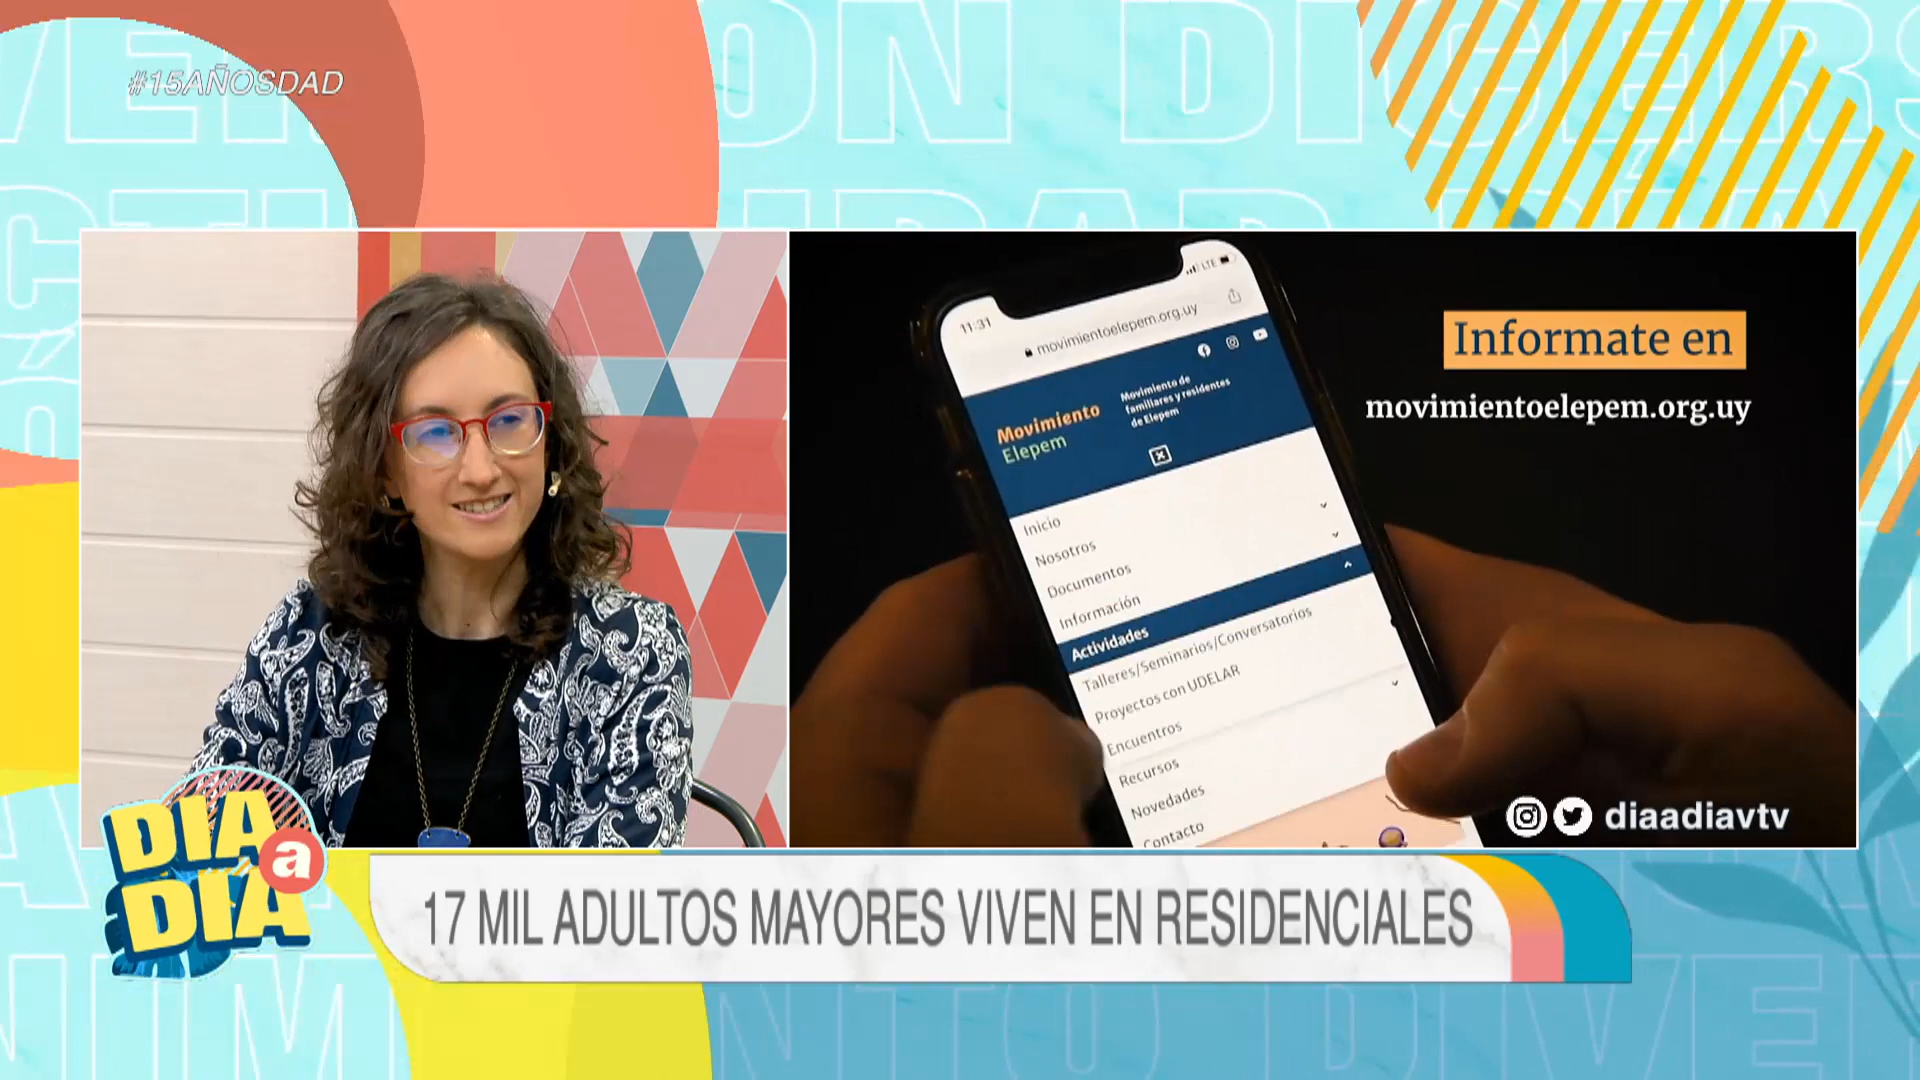 #15AÑOSDAD
11:31
LTE
movimientoelepem.org.uy
Movimiento
Elepem
Movimiento de
familiares y residentes
de Elepem
Inicio
Nosotros
Documentos
Información
Actividades
Talleres/Seminarios/Conversatorios
Proyectos con UDELAR
Encuentros
Recursos
Novedades
Contacto
Informate en
movimientoelepem.org.uy
diaadiavtv
DÍA a
DÍA
17 MIL ADULTOS MAYORES VIVEN EN RESIDENCIALES